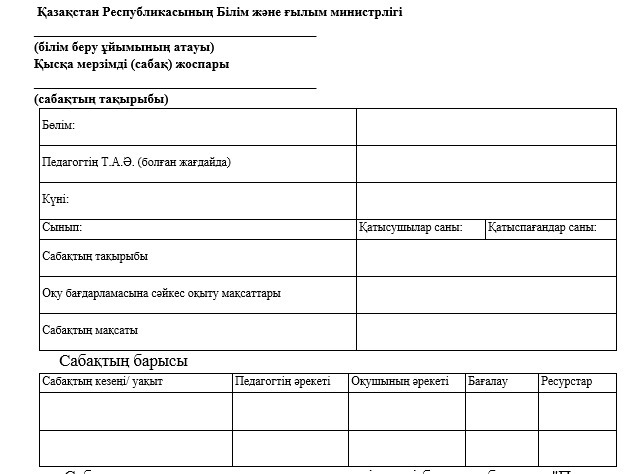 Қазақстан Республикасының Білім және ғылым министрлігі
(білім беру ұйымының атауы)
Қысқа мерзімді (сабақ) жоспары
(сабақтың тақырыбы)
Бөлім:
Педагогтің Т.А.Ә. (болған жағдайда)
Күні:
Сынып: Қатысушылар саны: Қатыспағандар саны:
Сабақтың тақырыбы
Оқу бағдарламасына сәйкес оқыту мақсаттары
Сабақтың мақсаты
Сабақтың барысы
Сабақтың кезеңі/ уақыт Педагогтің әрекеті Оқушының әрекеті Бағалау Ресурстар